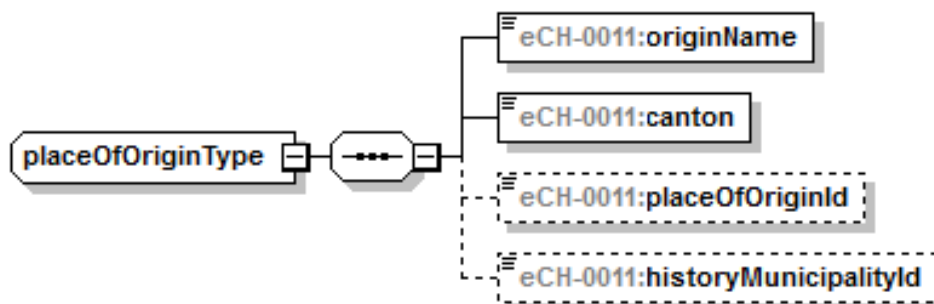 eCH-0011:originName
eCH-0011:canton
placeOfOriginType
eCH-0011:placeOfOriginId
eCH-0011:historyMunicipalityId